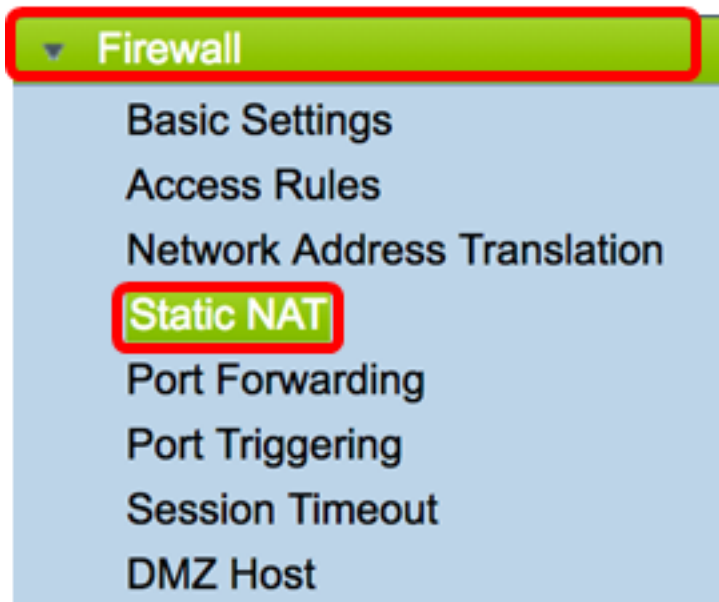 Firewall
Basic Settings
Access Rules
Network Address Translation
Static NAT
Port Forwarding
Port Triggering
Session Timeout
DMZ Host